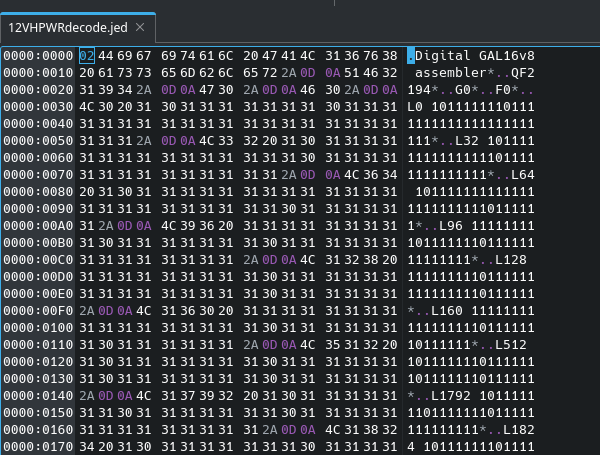 12VHPWRdecode.jed ×
0000:0000 02 44 69 67 69 74 61 6C 20 47 41 4C 31 36 76 38 .Digital GAL16v8
0000:0010 20 61 73 73 65 6D 62 6C 65 72 2A 0D 0A 51 46 32  assembler*..QF2
0000:0020 31 39 34 2A 0D 0A 47 30 2A 0D 0A 46 30 2A 0D 0A 194*..G0*..F0*..
0000:0030 4C 30 20 31 30 31 31 31 31 31 31 31 30 31 31 31 L0 1011111110111
0000:0040 31 31 31 31 31 31 31 31 31 31 31 31 31 31 31 31 1111111111111111
0000:0050 31 31 31 2A 0D 0A 4C 33 32 20 31 30 31 31 31 31 111*..L32 101111
0000:0060 31 31 31 31 31 31 31 31 31 31 31 30 31 31 31 31 1111111111101111
0000:0070 31 31 31 31 31 31 31 31 31 31 2A 0D 0A 4C 36 34 1111111111*..L64
0000:0080 20 31 30 31 31 31 31 31 31 31 31 31 31 31 31 31  101111111111111
0000:0090 31 31 31 31 31 31 31 31 31 31 30 31 31 31 31 31 1111111111011111
0000:00A0 31 2A 0D 0A 4C 39 36 20 31 31 31 31 31 31 31 31 1*..L96 11111111
0000:00B0 31 30 31 31 31 31 31 31 31 30 31 31 31 31 31 31 1011111110111111
0000:00C0 31 31 31 31 31 31 31 31 2A 0D 0A 4C 31 32 38 20 11111111*..L128 
0000:00D0 31 31 31 31 31 31 31 31 31 30 31 31 31 31 31 31 1111111110111111
0000:00E0 31 31 31 31 31 31 31 31 31 30 31 31 31 31 31 31 1111111110111111
0000:00F0 2A 0D 0A 4C 31 36 30 20 31 31 31 31 31 31 31 31 *..L160 11111111
0000:0100 31 31 31 31 31 31 31 31 31 30 31 31 31 31 31 31 1111111110111111
0000:0110 31 30 31 31 31 31 31 31 2A 0D 0A 4C 35 31 32 20 10111111*..L512 
0000:0120 31 30 31 31 31 31 31 31 31 30 31 31 31 31 31 31 1011111110111111
0000:0130 31 30 31 31 31 31 31 31 31 30 31 31 31 31 31 31 1011111110111111
0000:0140 2A 0D 0A 4C 31 37 39 32 20 31 30 31 31 31 31 31 *..L1792 1011111
0000:0150 31 31 30 31 31 31 31 31 31 31 30 31 31 31 31 31 1101111111011111
0000:0160 31 31 31 31 31 31 31 31 31 2A 0D 0A 4C 31 38 32 111111111*..L182
0000:0170 34 20 31 30 31 31 31 31 31 31 31 30 31 31 31 31 4 10111111101111